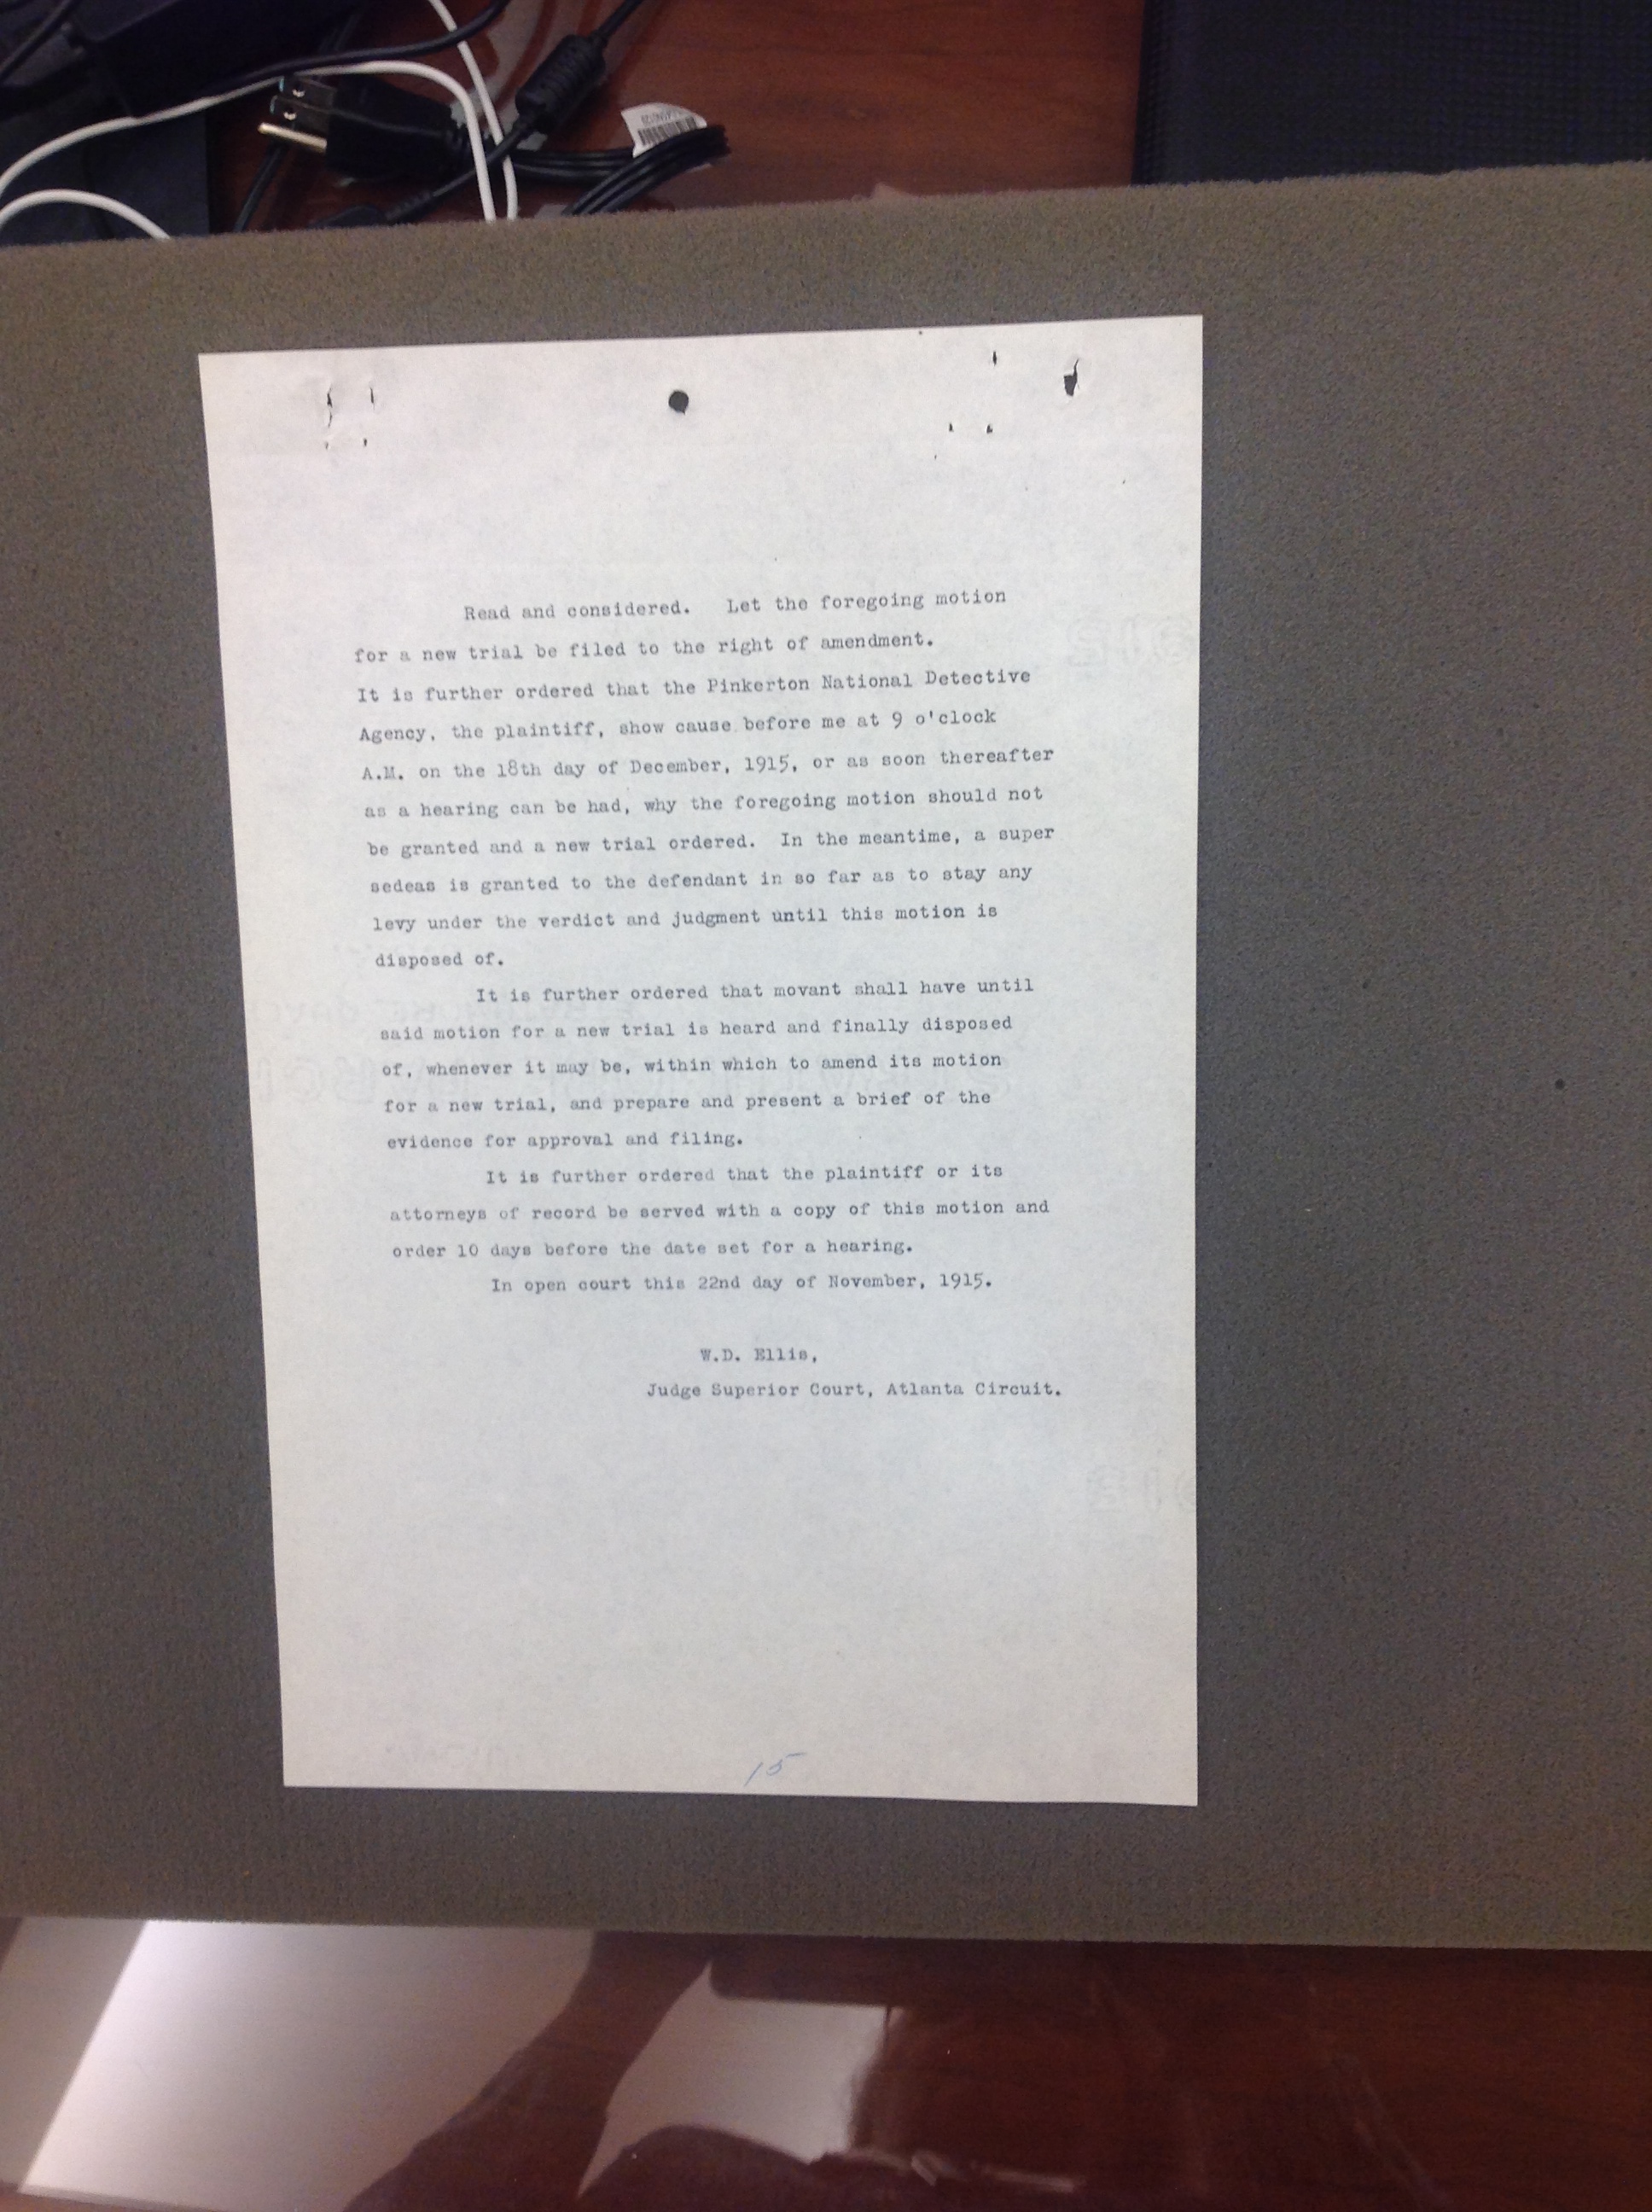 Read and considered. Let the foregoing motion
for a new trial be filed to the right of amendment.
It is further ordered that the Pinkerton National Detective
Agency, the plaintiff, show cause before me at 9 o'clock
A.M. on the 18th day of December, 1915, or as soon thereafter
as a hearing can be had, why the foregoing motion should not
be granted and a new trial ordered. In the meantime, a super
sedeas is granted to the defendant in so far as to stay any
levy under the verdict and judgment until this motion is
disposed of.
It is further ordered that movant shall have until
said motion for a new trial is heard and finally disposed
of, whenever it may be, within which to amend its motion
for a new trial, and prepare and present a brief of the
evidence for approval and filing.
It is further ordered that the plaintiff or its
attorneys of record be served with a copy of this motion and
order 10 days before the date set for a hearing.
In open court this 22nd day of November, 1915.
W.D. Ellis,
Judge Superior Court, Atlanta Circuit.
15